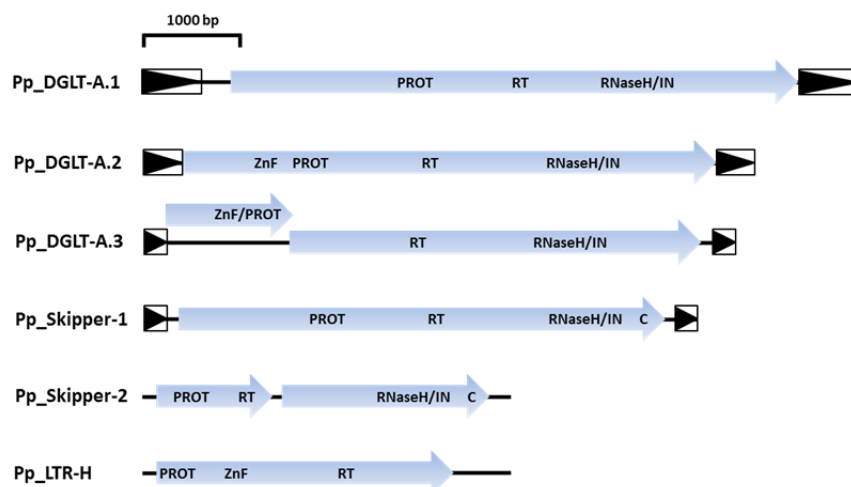 1000 bp
Pp_DGLT-A.1 PROT RT RNaseH/IN
Pp_DGLT-A.2 ZnF PROT RT RNaseH/IN
ZnF/PROT
Pp_DGLT-A.3 RT RNaseH/IN
Pp_Skipper-1 PROT RT RNaseH/IN C
Pp_Skipper-2 PROT RT RNaseH/IN C
Pp_LTR-H PROT ZnF RT